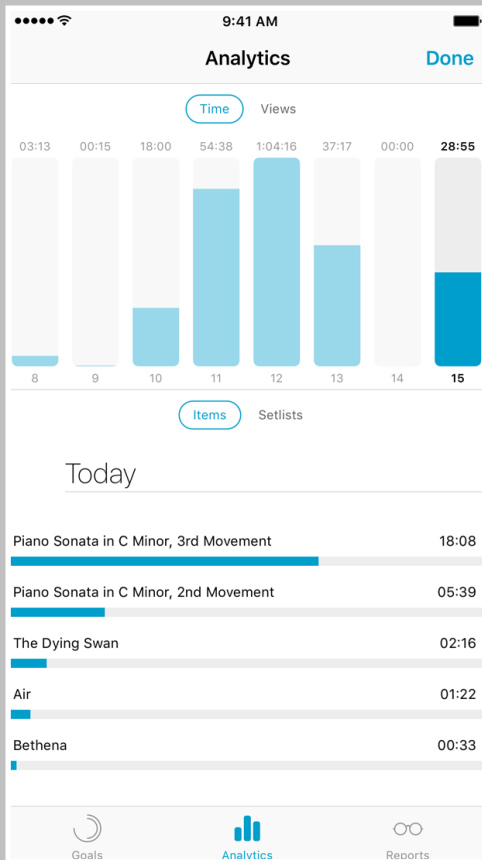 9:41 AM
Analytics Done
Time Views
03:13 00:15 18:00 54:38 1:04:16 37:17 00:00 28:55
8 9 10 11 12 13 14 15
Items Setlists
Today
Piano Sonata in C Minor, 3rd Movement 18:08
Piano Sonata in C Minor, 2nd Movement 05:39
The Dying Swan 02:16
Air 01:22
Bethena 00:33
Goals Analytics Reports